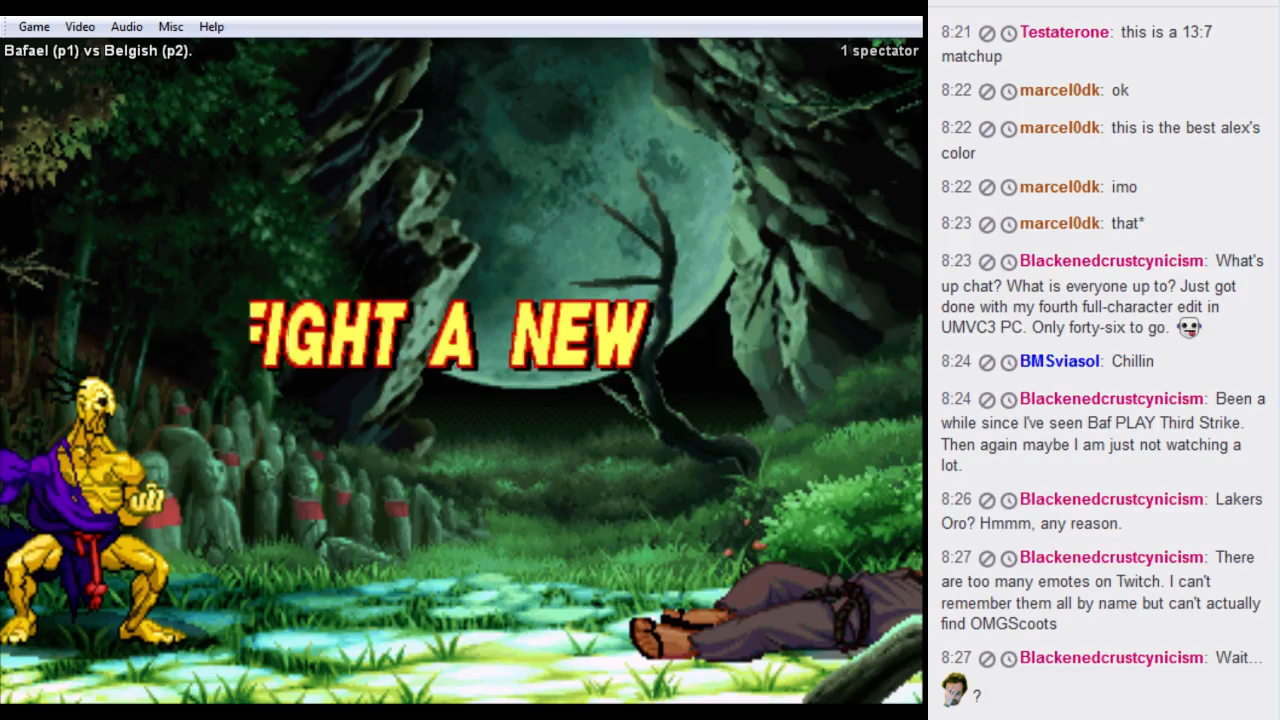 Game Video Audio Misc Help
Bafael (p1) vs Belgish (p2).
1 spectator
FIGHT A NEW
8:21 Testaterone: this is a 13:7
matchup
8:22 marcel0dk: ok
8:22 marcel0dk: this is the best alex's
color
8:22 marcel0dk: imo
8:23 marcel0dk: that*
8:23 Blackenedcrustcynicism: What's
up chat? What is everyone up to? Just got
done with my fourth full-character edit in
UMVC3 PC. Only forty-six to go.
8:24 BMSviasol: Chillin
8:24 Blackenedcrustcynicism: Been a
while since I've seen Baf PLAY Third Strike.
Then again maybe I am just not watching a
lot.
8:26 Blackenedcrustcynicism: Lakers
Oro? Hmmm, any reason.
8:27 Blackenedcrustcynicism: There
are too many emotes on Twitch. I can't
remember them all by name but can't actually
find OMGScoots
8:27 Blackenedcrustcynicism: Wait...
?